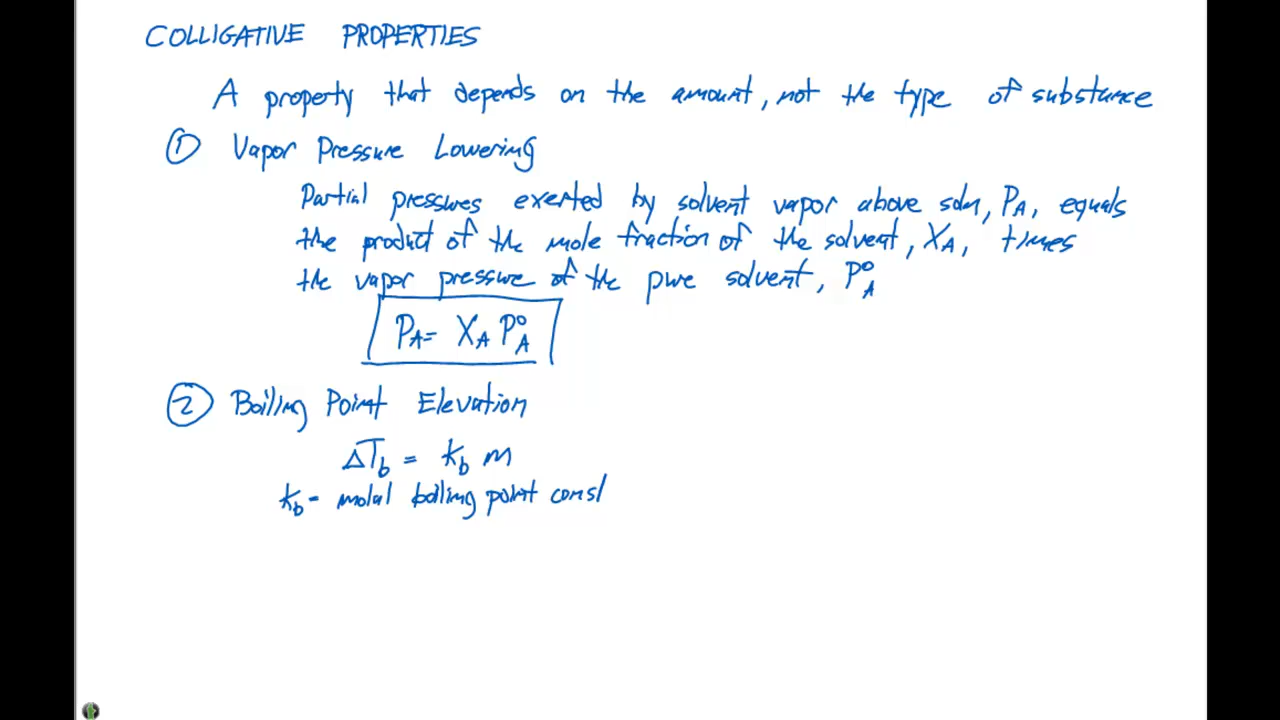 COLLIGATIVE PROPERTIES
A property that depends on the amount, not the type of substance
① Vapor Pressure Lowering
Partial pressures exerted by solvent vapor above soln, PA, equals
the product of the mole fraction of the solvent, XA, times
the vapor pressure of the pure solvent, P°A
PA = XA P°A
② Boiling Point Elevation
ΔTb = kb m
kb - molal boiling point const